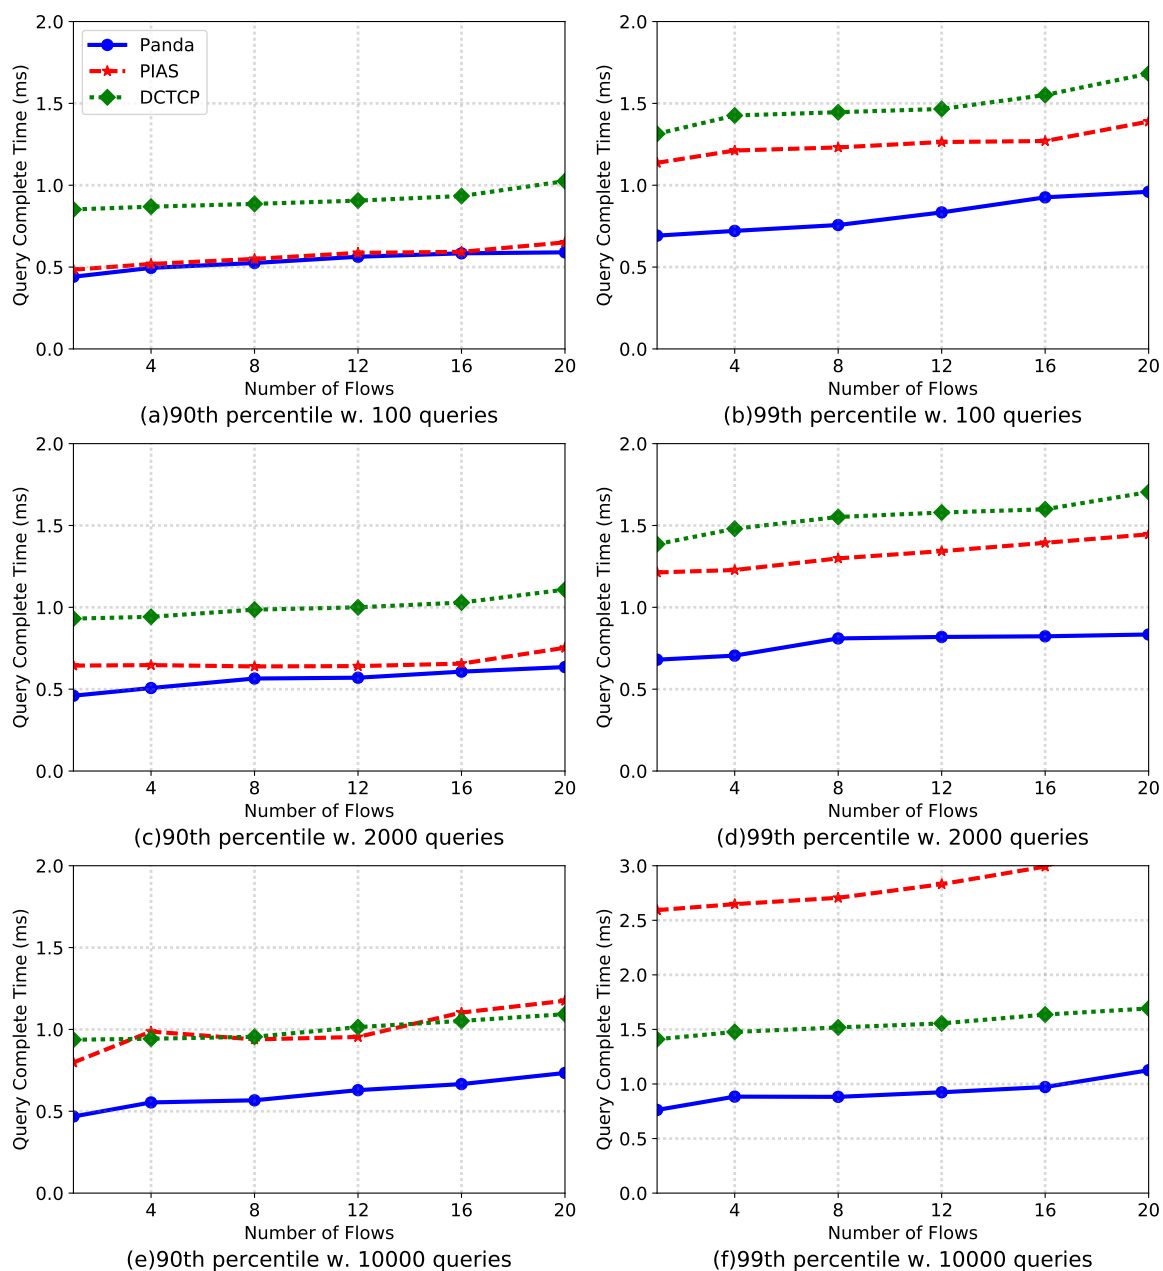 2.0
1.5
1.0
0.5
0.0
Query Complete Time (ms)
Panda
PIAS
DCTCP
4 8 12 16 20
Number of Flows
(a)90th percentile w. 100 queries
2.0
1.5
1.0
0.5
0.0
Query Complete Time (ms)
4 8 12 16 20
Number of Flows
(b)99th percentile w. 100 queries
2.0
1.5
1.0
0.5
0.0
Query Complete Time (ms)
4 8 12 16 20
Number of Flows
(c)90th percentile w. 2000 queries
2.0
1.5
1.0
0.5
0.0
Query Complete Time (ms)
4 8 12 16 20
Number of Flows
(d)99th percentile w. 2000 queries
2.0
1.5
1.0
0.5
0.0
Query Complete Time (ms)
4 8 12 16 20
Number of Flows
(e)90th percentile w. 10000 queries
3.0
2.5
2.0
1.5
1.0
0.5
0.0
Query Complete Time (ms)
4 8 12 16 20
Number of Flows
(f)99th percentile w. 10000 queries